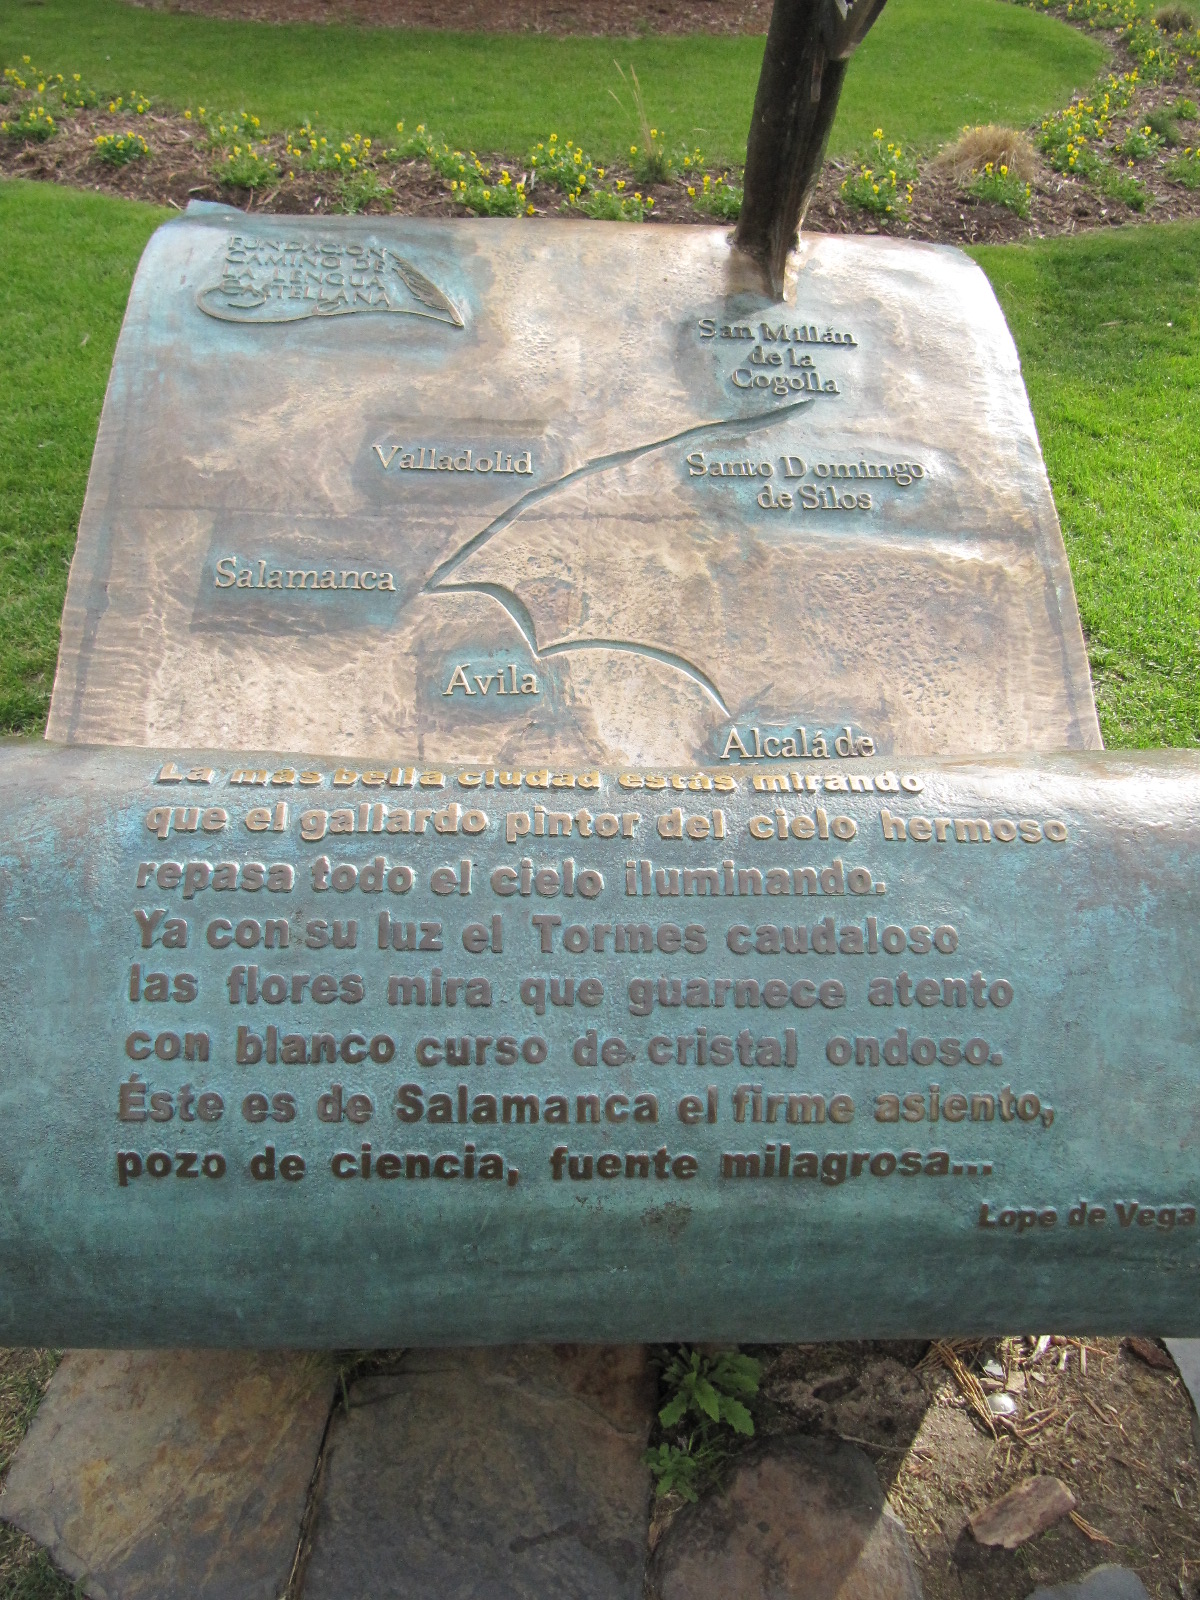 FUNDACION
CAMINO DE
LA LENGUA
CASTELLANA
San Millán
de la
Cogolla
Valladolid
Santo Domingo
de Silos
Salamanca
Ávila
Alcalá de
La más bella ciudad estás mirando
que el gallardo pintor del cielo hermoso
repasa todo el cielo iluminando.
Ya con su luz el Tormes caudaloso
las flores mira que guarnece atento
con blanco curso de cristal ondoso.
Éste es de Salamanca el firme asiento,
pozo de ciencia, fuente milagrosa...
Lope de Vega